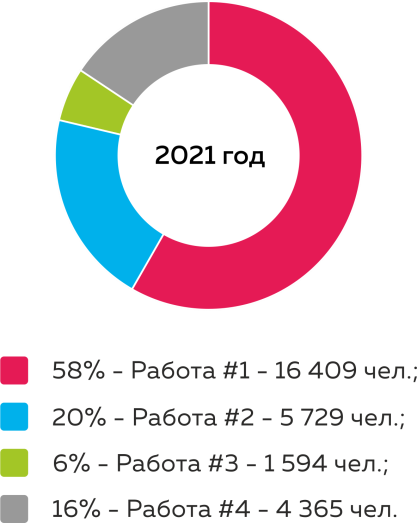 2021 год
58% - Работа #1 - 16 409 чел.;
20% - Работа #2 - 5 729 чел.;
6% - Работа #3 - 1 594 чел.;
16% - Работа #4 - 4 365 чел.